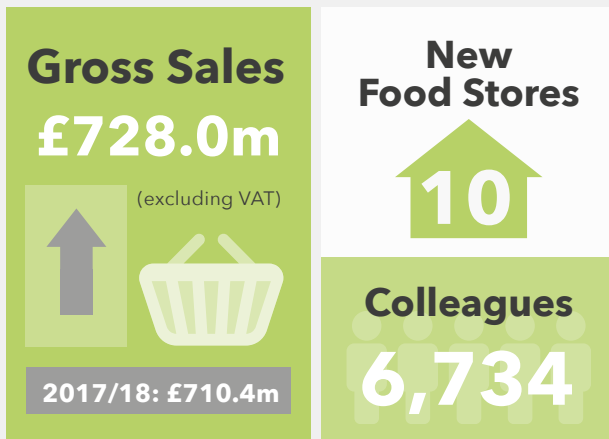 Gross Sales
£728.0m
(excluding VAT)
2017/18: £710.4m
New
Food Stores
10
Colleagues
6,734